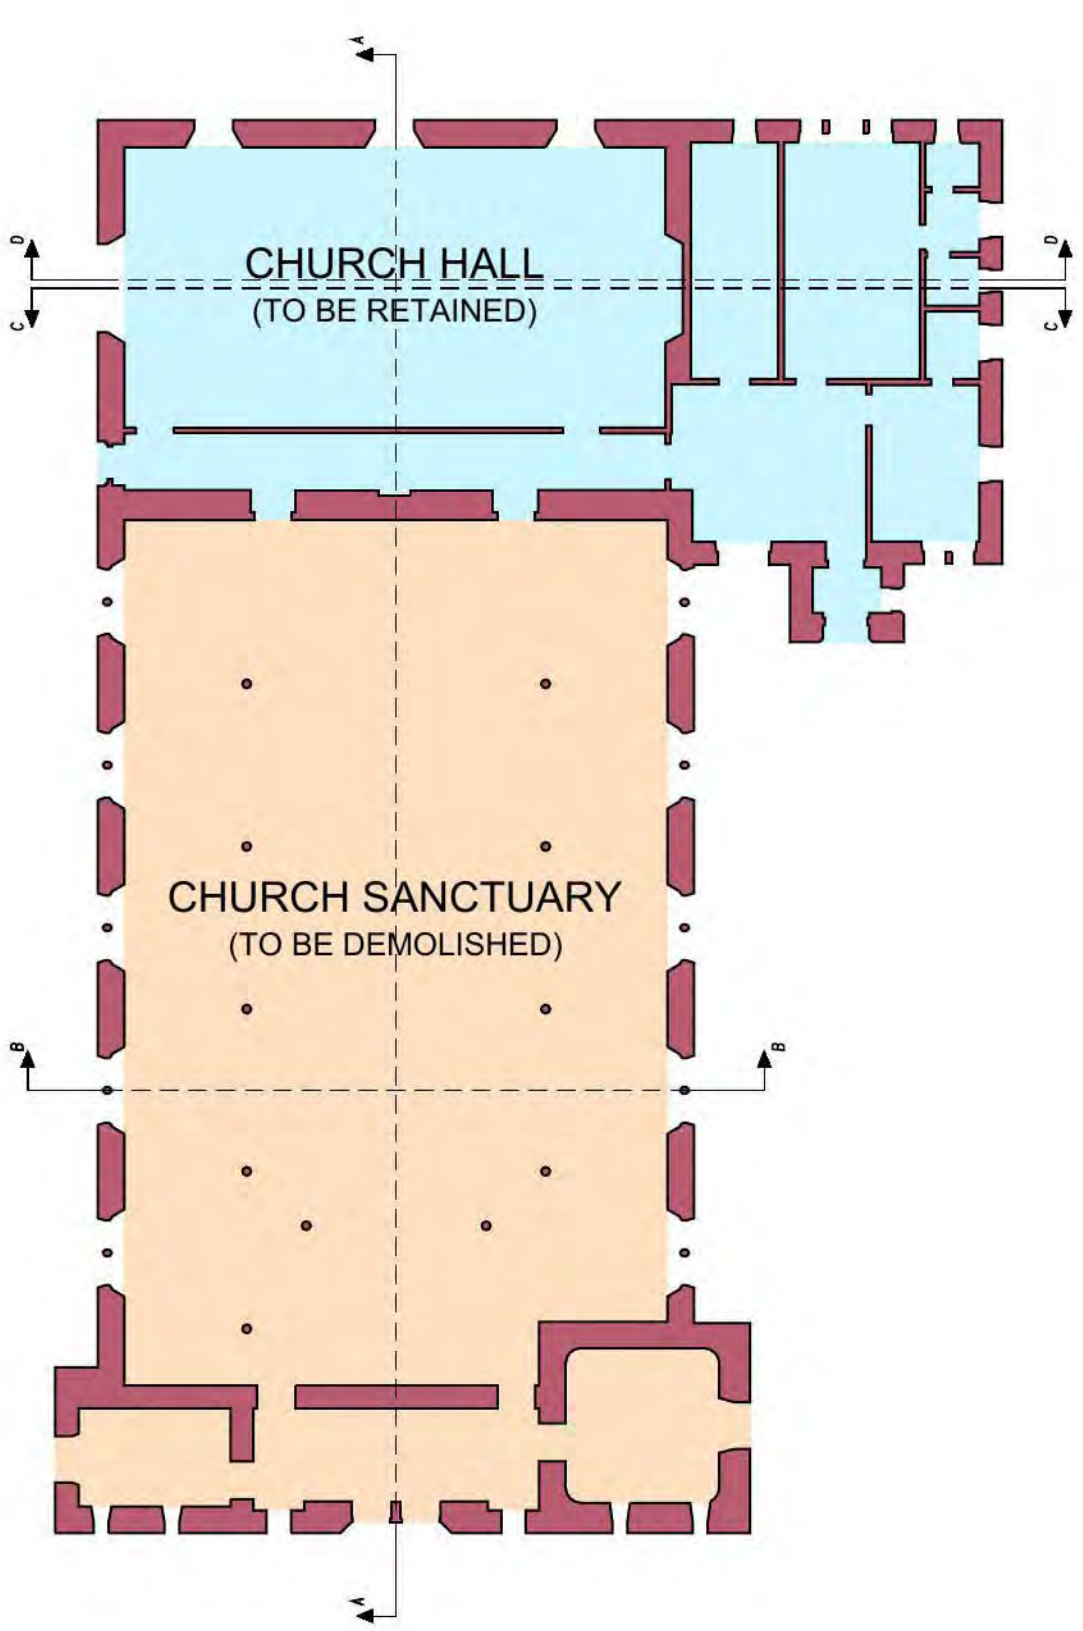 A
D
D
CHURCH HALL
(TO BE RETAINED)
C
C
CHURCH SANCTUARY
(TO BE DEMOLISHED)
B
B
A